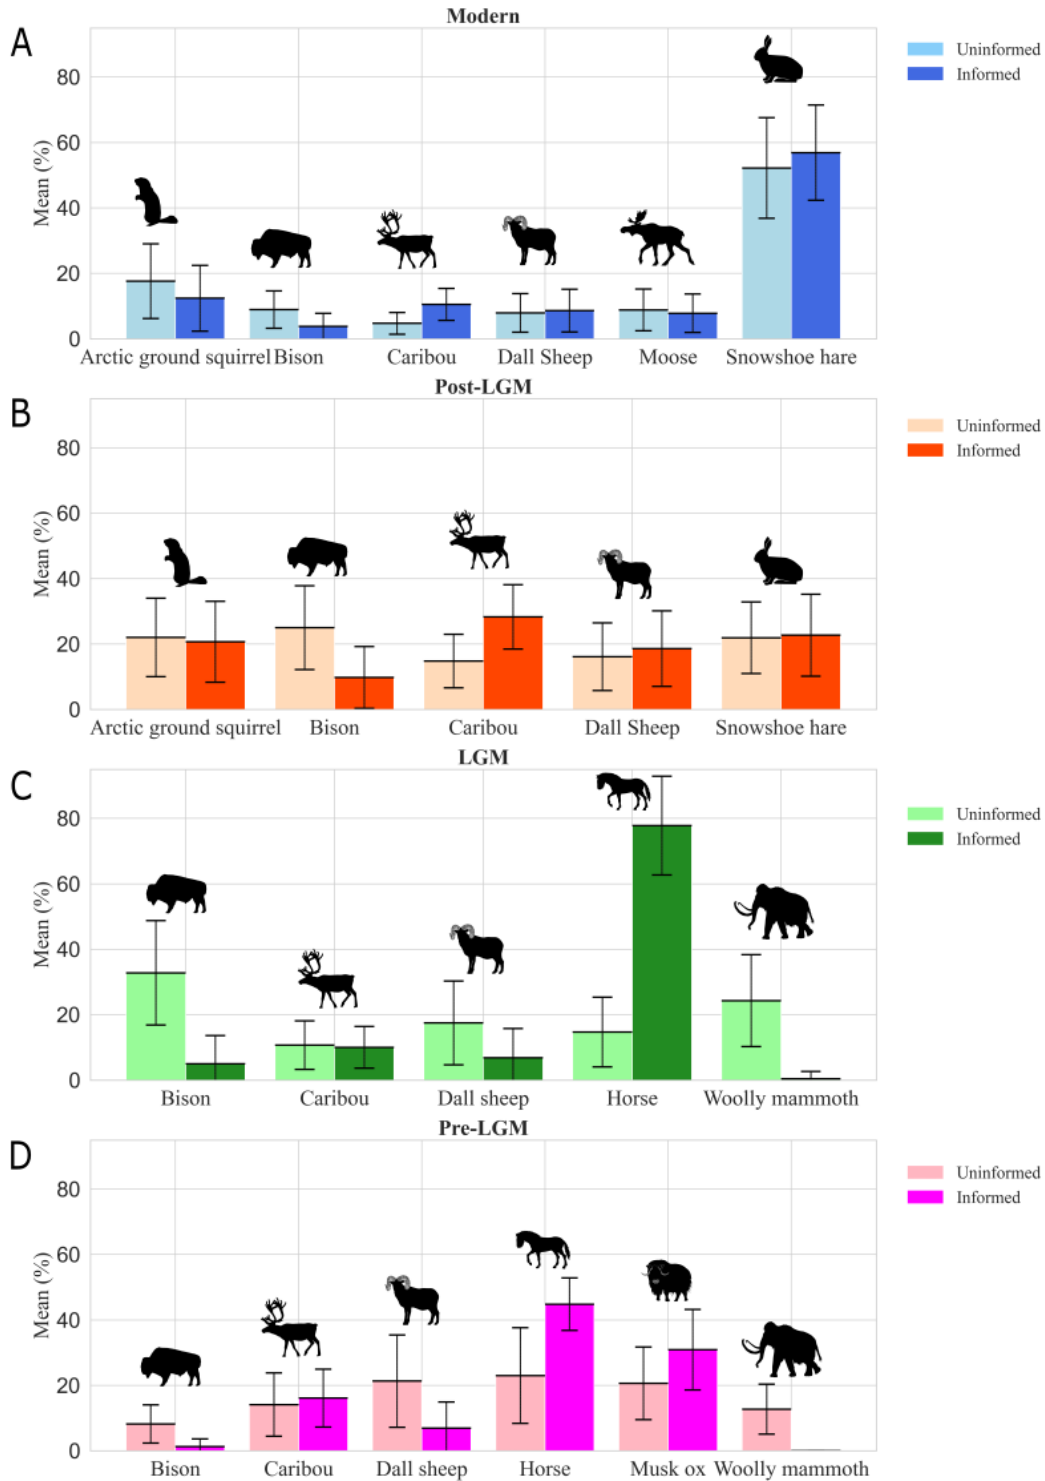 Modern
A
Uninformed
Informed
Mean (%)
80
60
40
20
0
Arctic ground squirrel Bison Caribou Dall Sheep Moose Snowshoe hare
Post-LGM
B
Uninformed
Informed
Mean (%)
80
60
40
20
0
Arctic ground squirrel Bison Caribou Dall Sheep Snowshoe hare
LGM
C
Uninformed
Informed
Mean (%)
80
60
40
20
0
Bison Caribou Dall sheep Horse Woolly mammoth
Pre-LGM
D
Uninformed
Informed
Mean (%)
80
60
40
20
0
Bison Caribou Dall sheep Horse Musk ox Woolly mammoth